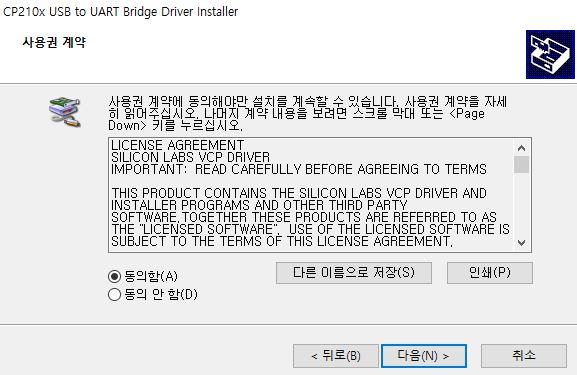 CP210x USB to UART Bridge Driver Installer
사용권 계약
사용권 계약에 동의해야만 설치를 계속할 수 있습니다. 사용권 계약을 자세
히 읽어주십시오. 나머지 계약 내용을 보려면 스크롤 막대 또는 <Page
Down> 키를 누르십시오.
LICENSE AGREEMENT
SILICON LABS VCP DRIVER
IMPORTANT: READ CAREFULLY BEFORE AGREEING TO TERMS
THIS PRODUCT CONTAINS THE SILICON LABS VCP DRIVER AND
INSTALLER PROGRAMS AND OTHER THIRD PARTY
SOFTWARE.TOGETHER THESE PRODUCTS ARE REFERRED TO AS
THE "LICENSED SOFTWARE". USE OF THE LICENSED SOFTWARE IS
SUBJECT TO THE TERMS OF THIS LICENSE AGREEMENT.
동의함(A)
다른 이름으로 저장(S)
인쇄(P)
동의 안 함(D)
< 뒤로(B)
다음(N) >
취소